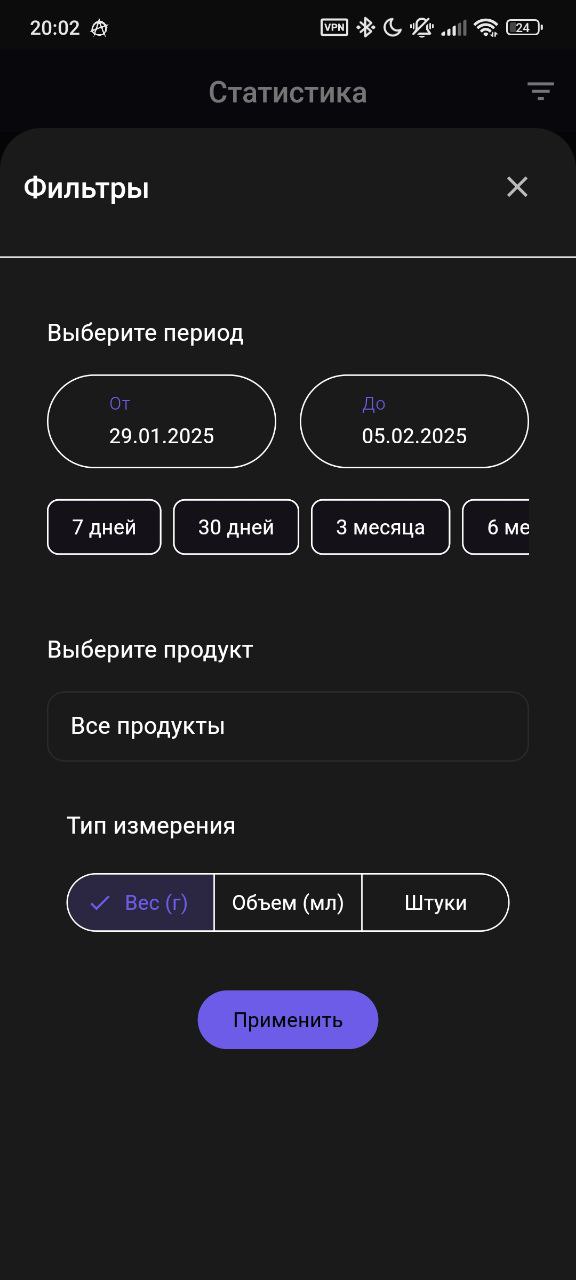 20:02 VPN 24
Статистика
Фильтры
Выберите период
От До
29.01.2025 05.02.2025
7 дней 30 дней 3 месяца 6 ме
Выберите продукт
Все продукты
Тип измерения
Вес (г) Объем (мл) Штуки
Применить